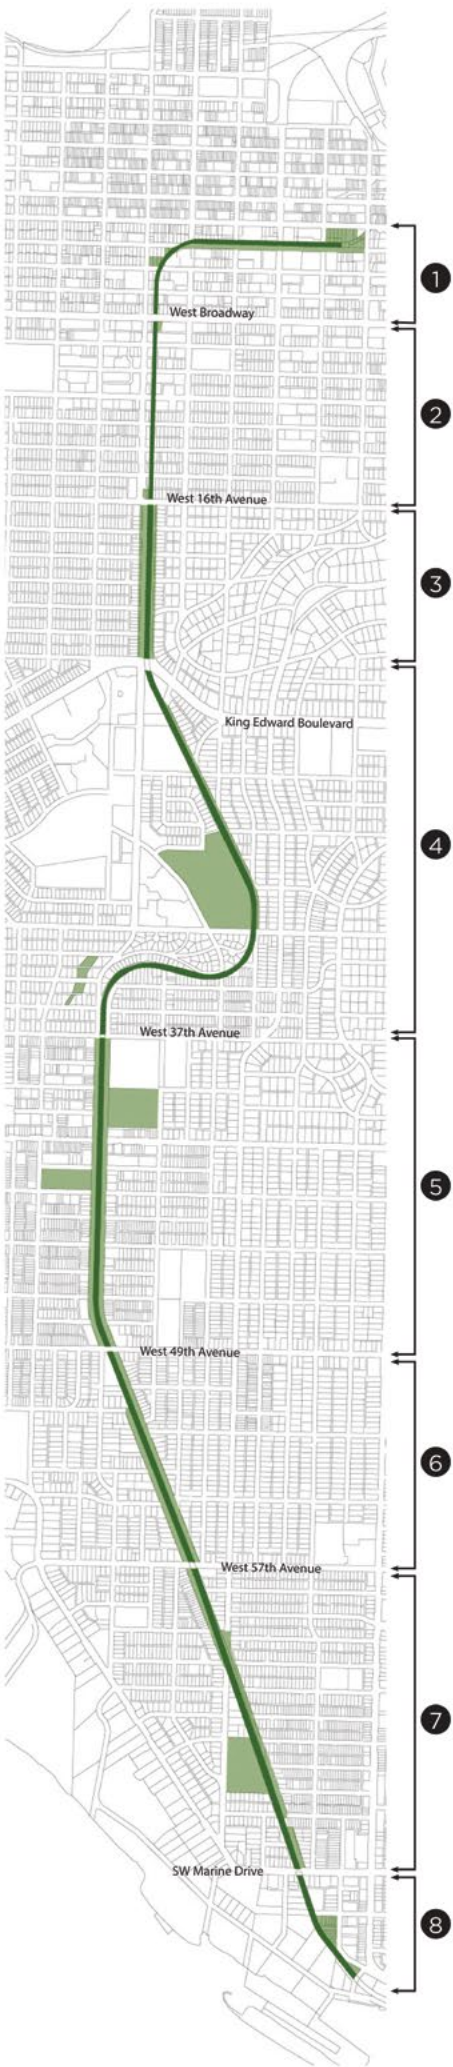 1
West Broadway
2
West 16th Avenue
3
King Edward Boulevard
4
West 37th Avenue
5
West 49th Avenue
6
West 57th Avenue
7
SW Marine Drive
8